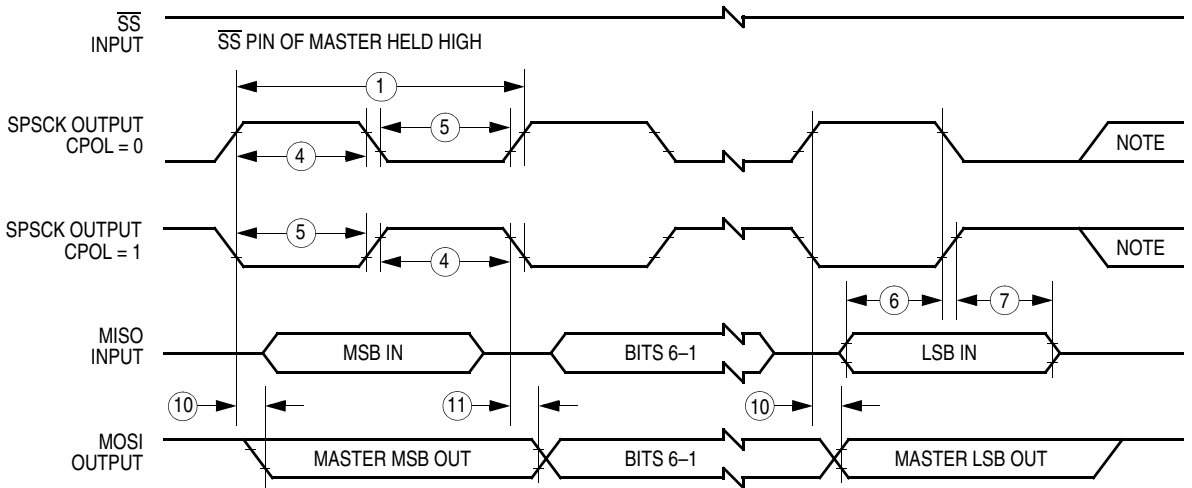 SS
INPUT
SS PIN OF MASTER HELD HIGH
1
SPSCK OUTPUT
CPOL = 0
5
4
NOTE
SPSCK OUTPUT
CPOL = 1
5
4
NOTE
6
7
MISO
INPUT
MSB IN
BITS 6–1
LSB IN
10
11
10
MOSI
OUTPUT
MASTER MSB OUT
BITS 6–1
MASTER LSB OUT